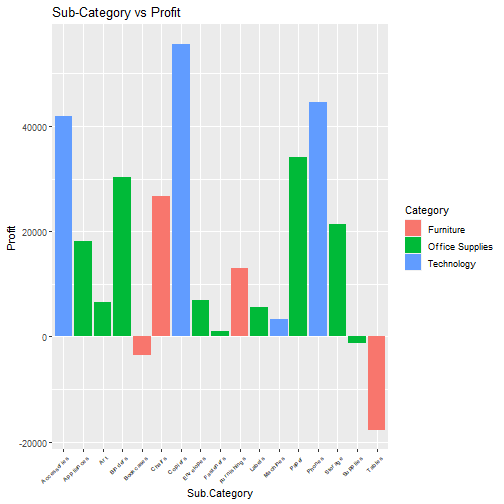 Sub-Category vs Profit
Profit
40000
20000
0
-20000
Accessories
Appliances
Art
Binders
Bookcases
Chairs
Copiers
Envelopes
Fasteners
Furnishings
Labels
Machines
Paper
Phones
Storage
Supplies
Tables
Sub.Category
Category
Furniture
Office Supplies
Technology